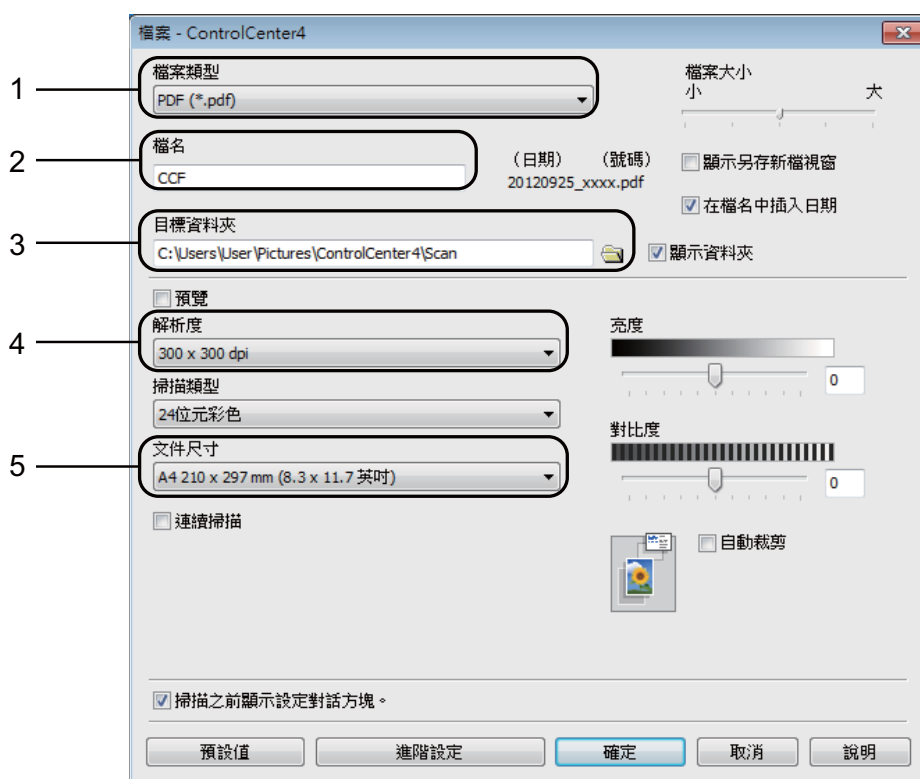 檔案 - ControlCenter4
1
檔案類型
PDF (*.pdf)
檔案大小
小 大
2
檔名
CCF
(日期) (號碼)
20120925_xxxx.pdf
顯示另存新檔視窗
在檔名中插入日期
3
目標資料夾
C:\Users\User\Pictures\ControlCenter4\Scan
顯示資料夾
預覽
4
解析度
300 x 300 dpi
亮度
0
掃描類型
24位元彩色
對比度
0
5
文件尺寸
A4 210 x 297 mm (8.3 x 11.7 英吋)
連續掃描
自動裁剪
掃描之前顯示設定對話方塊。
預設值 進階設定 確定 取消 說明